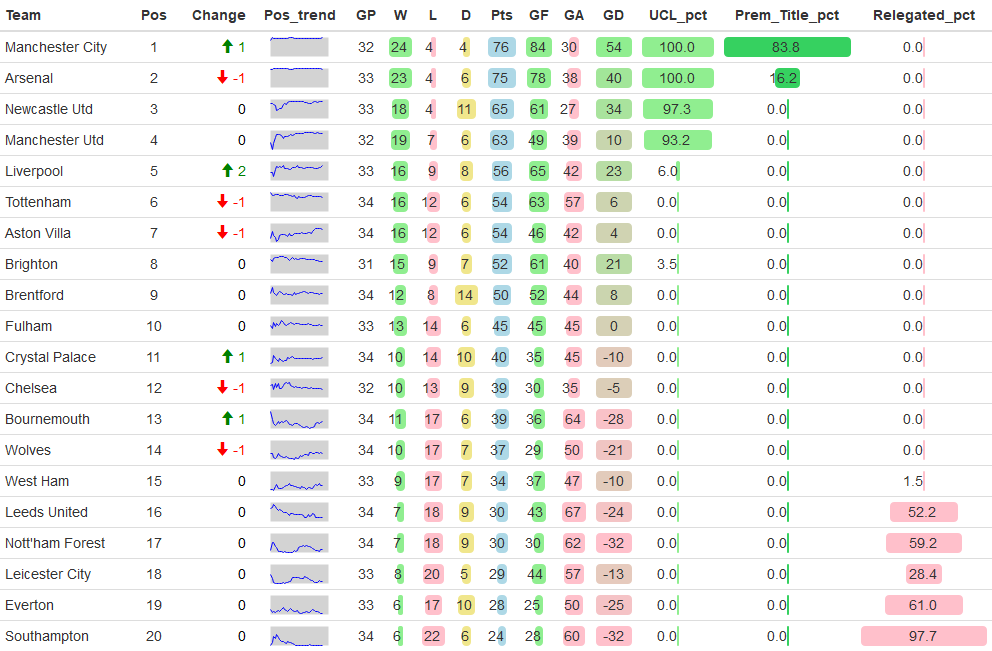 Team Pos Change Pos_trend GP W L D Pts GF GA GD UCL_pct Prem_Title_pct Relegated_pct
Manchester City 1 1 32 24 4 4 76 84 30 54 100.0 83.8 0.0
Arsenal 2 -1 33 23 4 6 75 78 38 40 100.0 16.2 0.0
Newcastle Utd 3 0 33 18 4 11 65 61 27 34 97.3 0.0 0.0
Manchester Utd 4 0 32 19 7 6 63 49 39 10 93.2 0.0 0.0
Liverpool 5 2 33 16 9 8 56 65 42 23 6.0 0.0 0.0
Tottenham 6 -1 34 16 12 6 54 63 57 6 0.0 0.0 0.0
Aston Villa 7 -1 34 16 12 6 54 46 42 4 0.0 0.0 0.0
Brighton 8 0 31 15 9 7 52 61 40 21 3.5 0.0 0.0
Brentford 9 0 34 12 8 14 50 52 44 8 0.0 0.0 0.0
Fulham 10 0 33 13 14 6 45 45 45 0 0.0 0.0 0.0
Crystal Palace 11 1 34 10 14 10 40 35 45 -10 0.0 0.0 0.0
Chelsea 12 -1 32 10 13 9 39 30 35 -5 0.0 0.0 0.0
Bournemouth 13 1 34 11 17 6 39 36 64 -28 0.0 0.0 0.0
Wolves 14 -1 34 10 17 7 37 29 50 -21 0.0 0.0 0.0
West Ham 15 0 33 9 17 7 34 37 47 -10 0.0 0.0 1.5
Leeds United 16 0 34 7 18 9 30 43 67 -24 0.0 0.0 52.2
Nott'ham Forest 17 0 34 7 18 9 30 30 62 -32 0.0 0.0 59.2
Leicester City 18 0 33 8 20 5 29 44 57 -13 0.0 0.0 28.4
Everton 19 0 33 6 17 10 28 25 50 -25 0.0 0.0 61.0
Southampton 20 0 34 6 22 6 24 28 60 -32 0.0 0.0 97.7